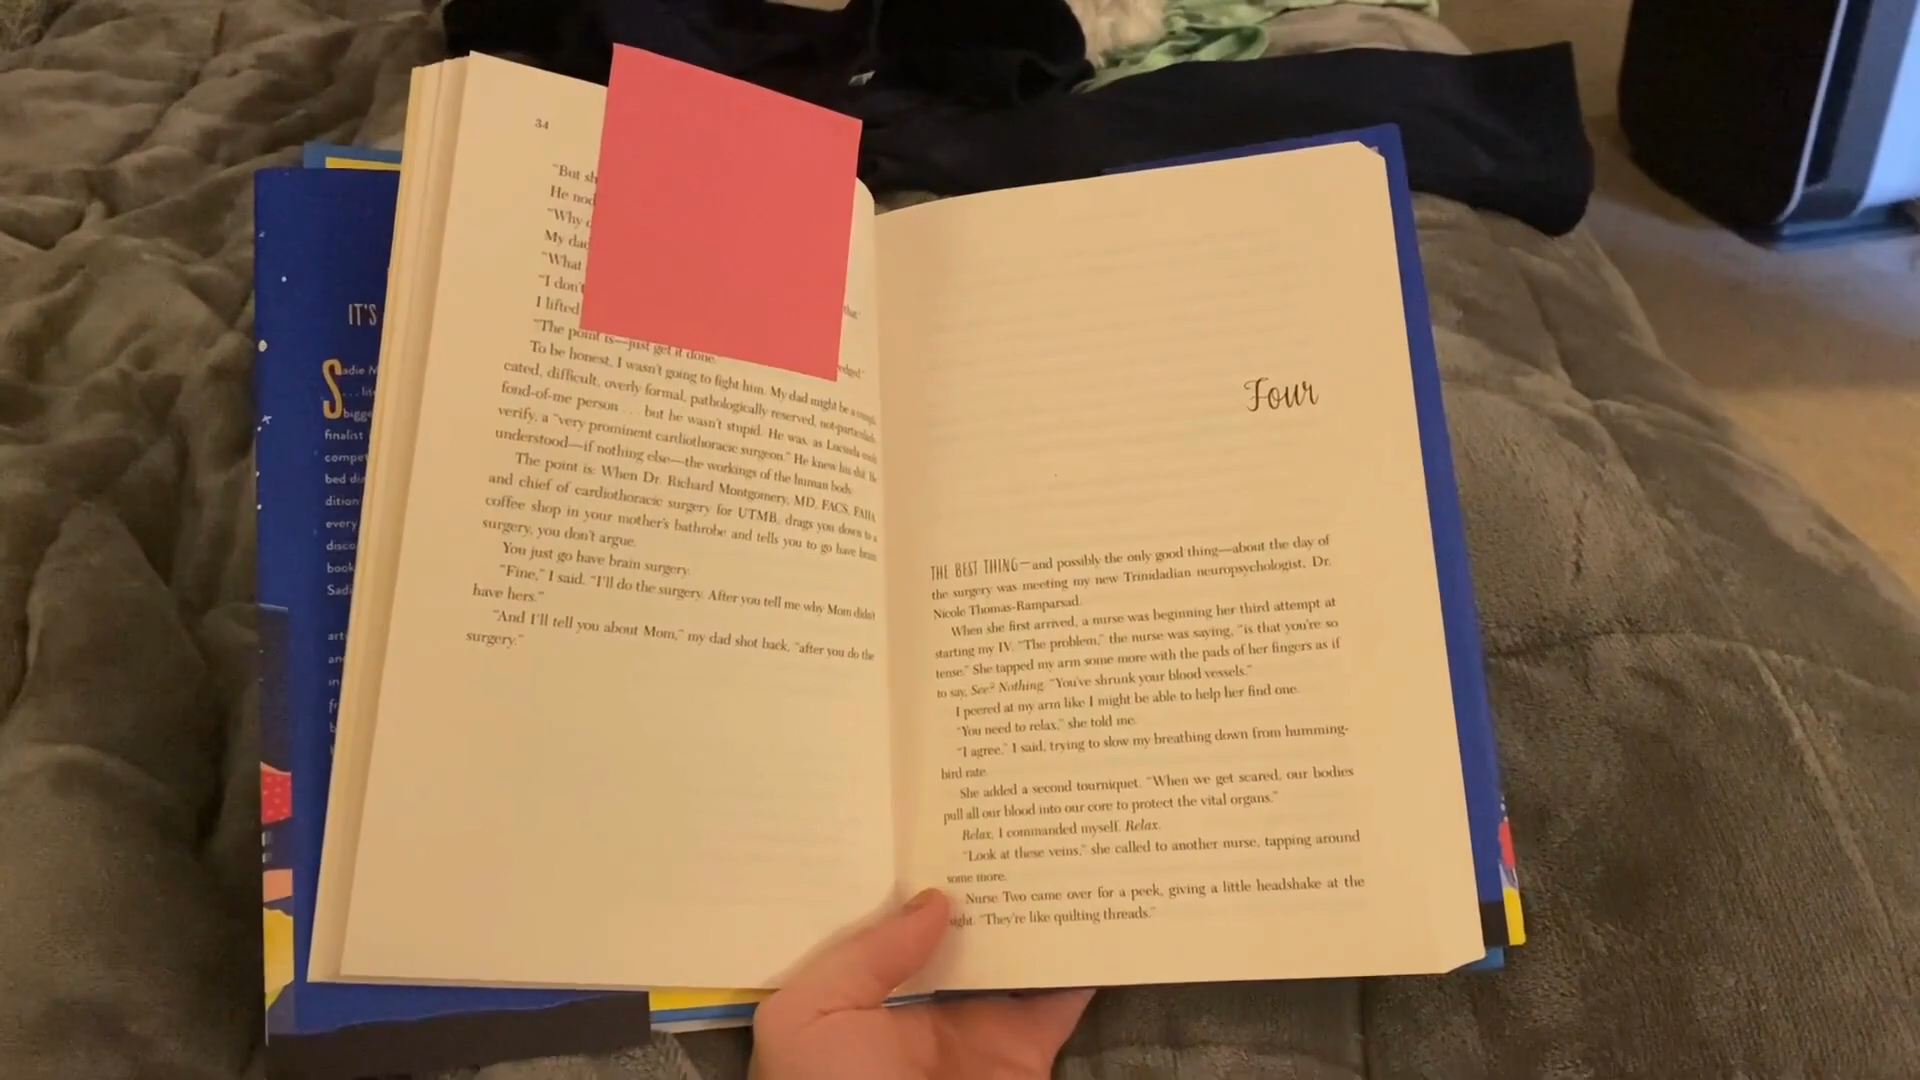 IT'S
Sadie M
. . . lis
bigge
finalist
compet
bed dia
dition
every
disco
book
Sadi
art
an
in
34
"But sh
He nod
"Why
My dad
"What
"I don't
I lifted
"The point is—just get it done.
To be honest, I wasn't going to fight him. My dad might be a
cated, difficult, overly formal, pathologically reserved, not-particularly-
fond-of-me person . . . but he wasn't stupid. He was, as Lucinda could
verify, a "very prominent cardiothoracic surgeon." He knew his shit. He
understood—if nothing else—the workings of the human body.
The point is: When Dr. Richard Montgomery, MD, FACS, FAHA,
and chief of cardiothoracic surgery for UTMB, drags you down to a
coffee shop in your mother's bathrobe and tells you to go have brain
surgery, you don't argue.
You just go have brain surgery.
"Fine," I said. "I'll do the surgery. After you tell me why Mom didn't
have hers."
"And I'll tell you about Mom," my dad shot back, "after you do the
surgery."
Four
THE BEST THING—and possibly the only good thing—about the day of
the surgery was meeting my new Trinidadian neuropsychologist, Dr.
Nicole Thomas-Ramparsad.
When she first arrived, a nurse was beginning her third attempt at
starting my IV. "The problem," the nurse was saying, "is that you're so
tense." She tapped my arm some more with the pads of her fingers as if
to say, See? Nothing. "You've shrunk your blood vessels."
I peered at my arm like I might be able to help her find one.
"You need to relax," she told me.
"I agree," I said, trying to slow my breathing down from humming-
bird rate.
She added a second tourniquet. "When we get scared, our bodies
pull all our blood into our core to protect the vital organs."
Relax, I commanded myself. Relax.
"Look at these veins," she called to another nurse, tapping around
some more.
Nurse Two came over for a peek, giving a little headshake at the
sight. "They're like quilting threads."